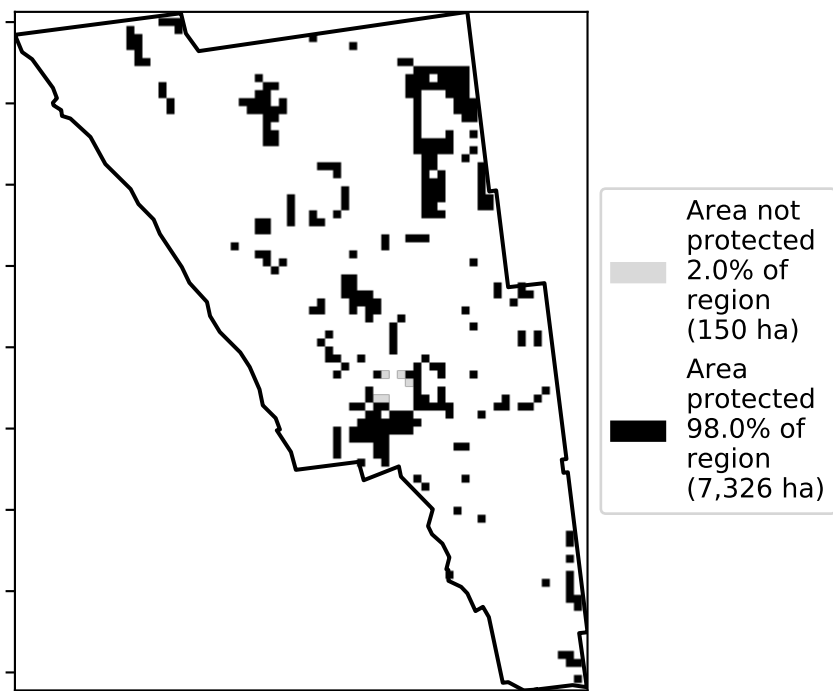 Area not
protected
2.0% of
region
(150 ha)
Area
protected
98.0% of
region
(7,326 ha)